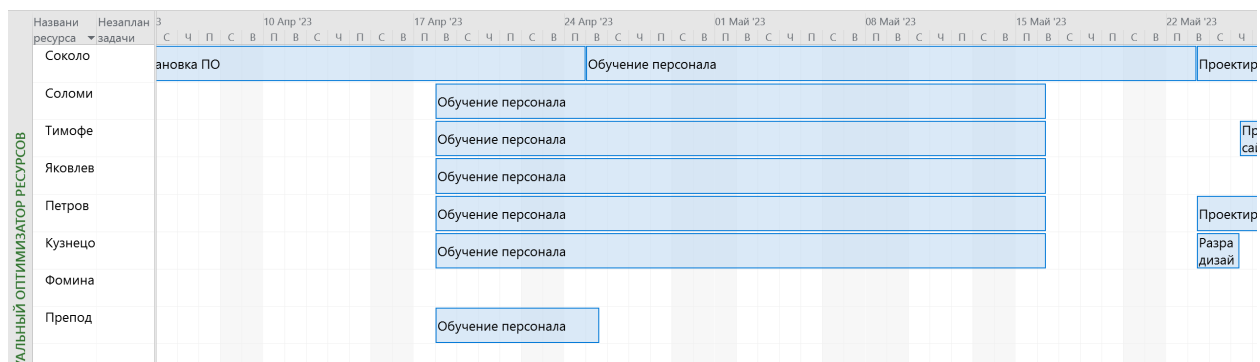 Названи Незаплан 3 10 Апр '23 17 Апр '23 24 Апр '23 01 Май '23 08 Май '23 15 Май '23 22 Май '23
ресурса задачи С Ч П С В П В С Ч П С В П В С Ч П С В П В С Ч П С В П В С Ч П С В П В С Ч П С В П В С Ч П С В П В С Ч
Соколо ановка ПО Обучение персонала Проектир
Соломи Обучение персонала
Тимофе Обучение персонала Пр
сай
Яковлев Обучение персонала
Петров Обучение персонала Проектир
Кузнецо Обучение персонала Разра
дизай
Фомина
Препод Обучение персонала
УАЛЬНЫЙ ОПТИМИЗАТОР РЕСУРСОВ